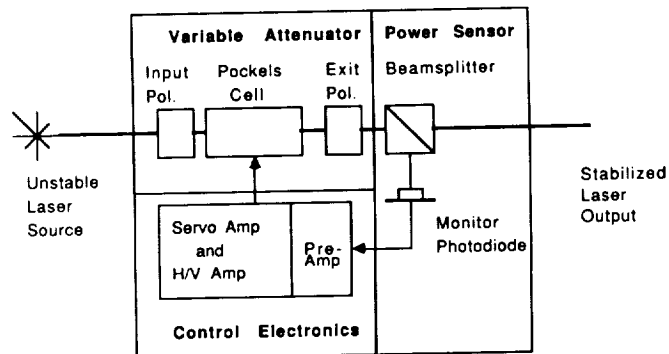 Variable Attenuator
Power Sensor
Input
Pol.
Pockels
Cell
Exit
Pol.
Beamsplitter
Unstable
Laser
Source
Stabilized
Laser
Output
Servo Amp
and
H/V Amp
Pre-
Amp
Monitor
Photodiode
Control Electronics